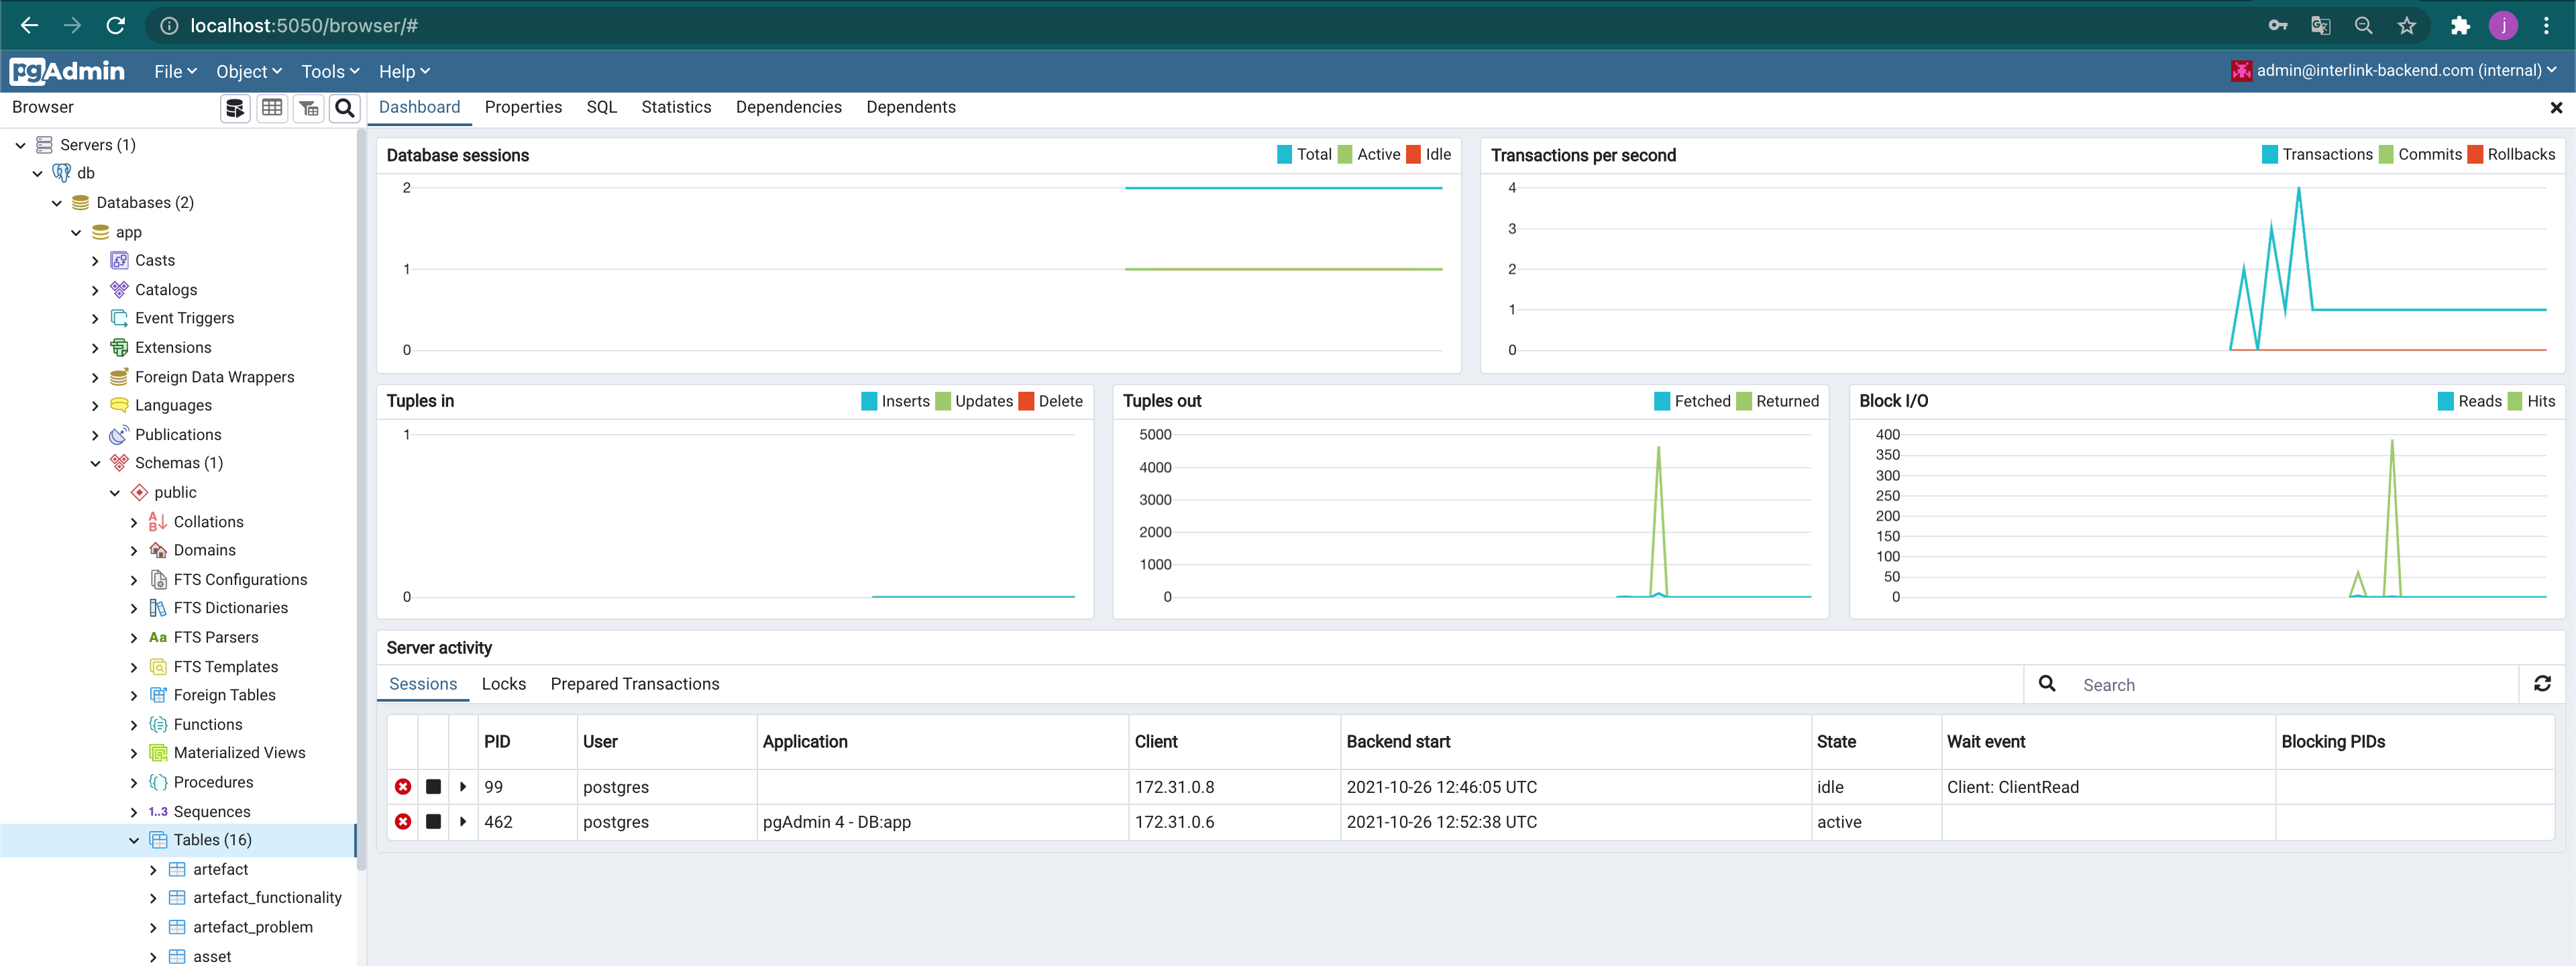 localhost:5050/browser/#
j
pgAdmin File Object Tools Help admin@interlink-backend.com (internal)
Browser
Dashboard Properties SQL Statistics Dependencies Dependents
Servers (1)
db
Databases (2)
app
Casts
Catalogs
Event Triggers
Extensions
Foreign Data Wrappers
Languages
Publications
Schemas (1)
public
Collations
Domains
FTS Configurations
FTS Dictionaries
Aa FTS Parsers
FTS Templates
Foreign Tables
Functions
Materialized Views
Procedures
1..3 Sequences
Tables (16)
artefact
artefact_functionality
artefact_problem
asset
Database sessions Total Active Idle
2
1
0
Transactions per second Transactions Commits Rollbacks
4
3
2
1
0
Tuples in Inserts Updates Delete
1
0
Tuples out Fetched Returned
5000
4000
3000
2000
1000
0
Block I/O Reads Hits
400
350
300
250
200
150
100
50
0
Server activity
Sessions Locks Prepared Transactions Search
PID User Application Client Backend start State Wait event Blocking PIDs
99 postgres 172.31.0.8 2021-10-26 12:46:05 UTC idle Client: ClientRead
462 postgres pgAdmin 4 - DB:app 172.31.0.6 2021-10-26 12:52:38 UTC active